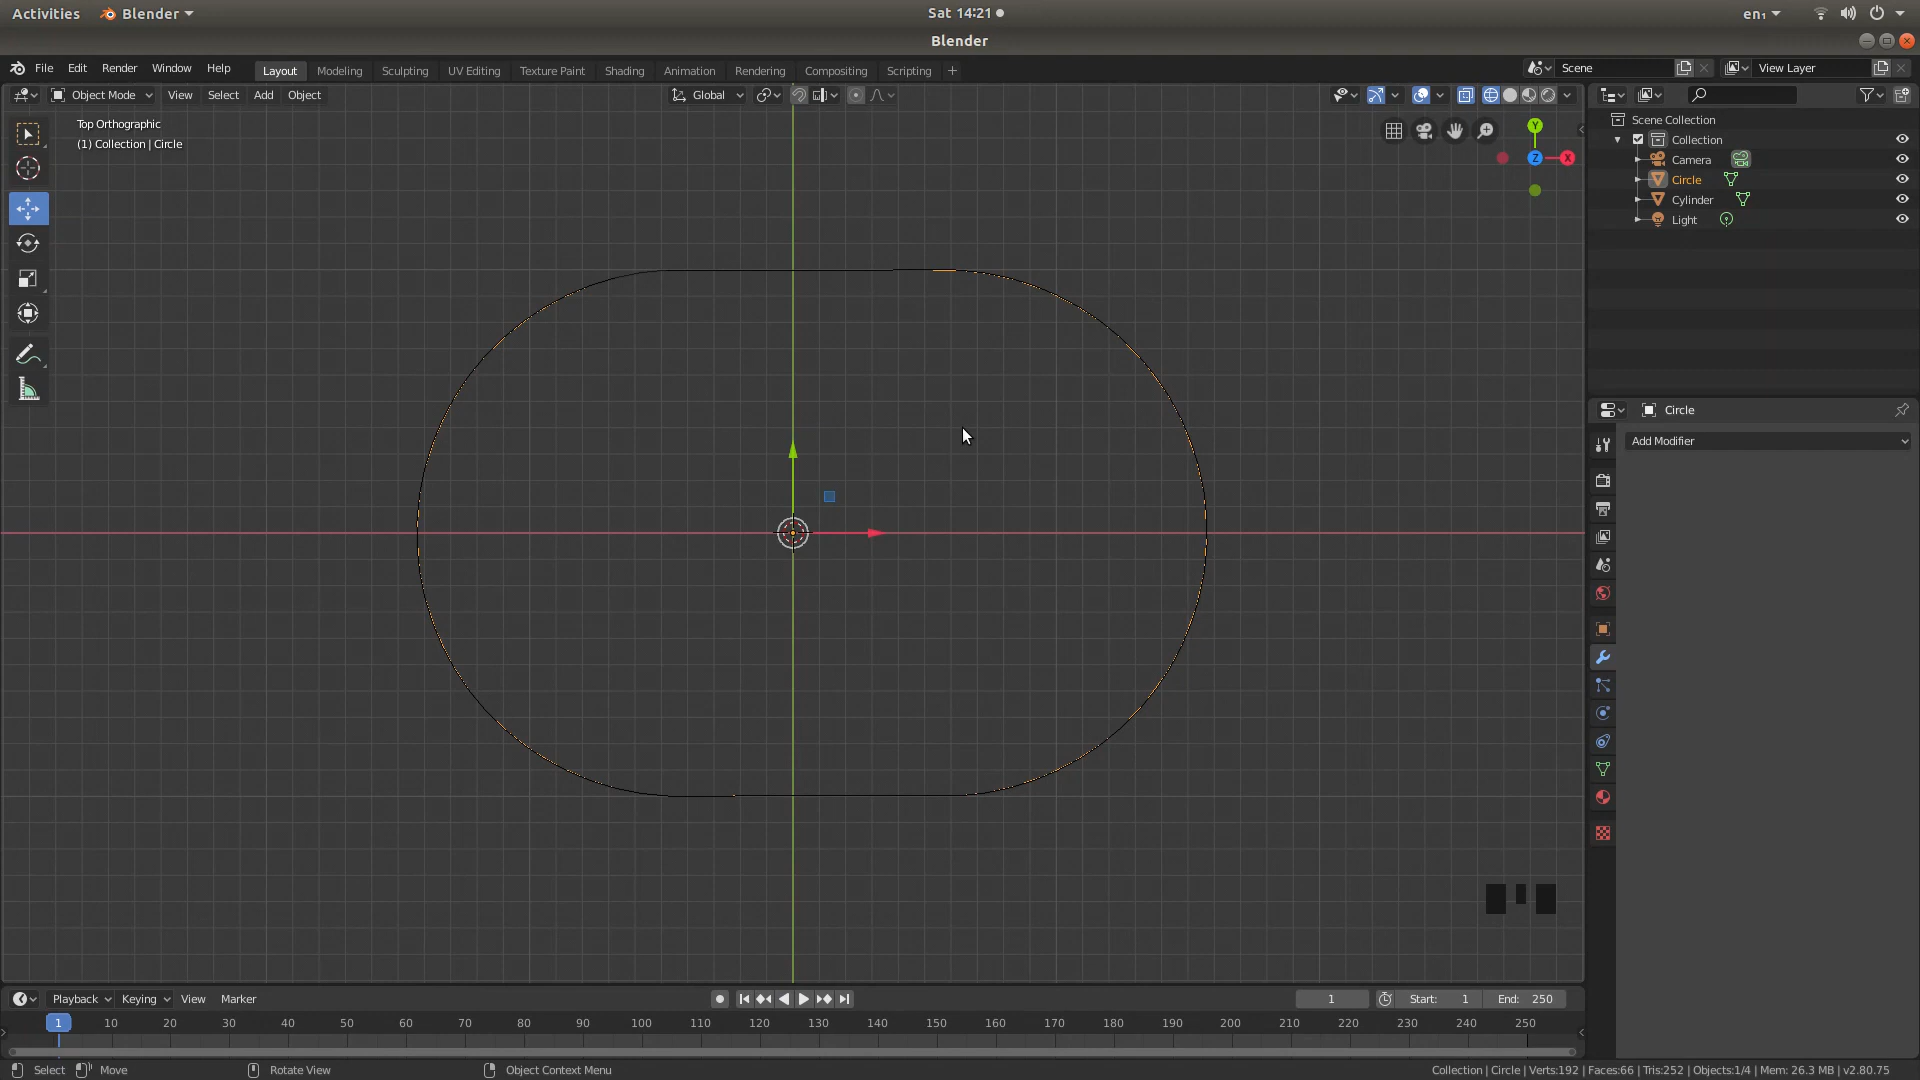 Activities Blender Sat 14:21 en₁
Blender
File Edit Render Window Help Layout Modeling Sculpting UV Editing Texture Paint Shading Animation Rendering Compositing Scripting + Scene View Layer
Object Mode View Select Add Object Global
Top Orthographic
(1) Collection | Circle
Y
Z X
Scene Collection
Collection
Camera
Circle
Cylinder
Light
Circle
Add Modifier
Playback Keying View Marker 1 Start: 1 End: 250
1 10 20 30 40 50 60 70 80 90 100 110 120 130 140 150 160 170 180 190 200 210 220 230 240 250
Select Move Rotate View Object Context Menu Collection | Circle | Verts:192 | Faces:66 | Tris:252 | Objects:1/4 | Mem: 26.3 MB | v2.80.75